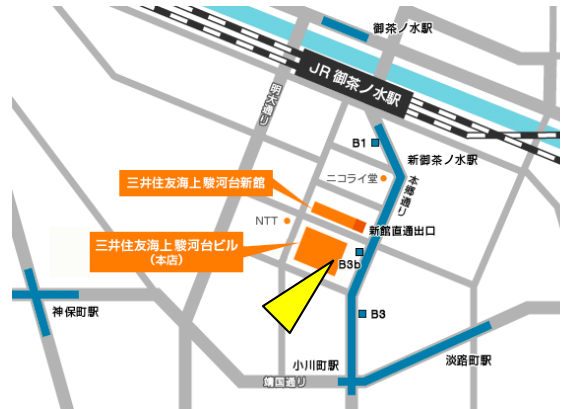 御茶ノ水駅
JR 御茶ノ水駅
明大通り
B1
新御茶ノ水駅
ニコライ堂
本郷通り
三井住友海上 駿河台新館
NTT
新館直通出口
三井住友海上 駿河台ビル
(本店)
B3b
神保町駅
B3
淡路町駅
小川町駅
靖国通り